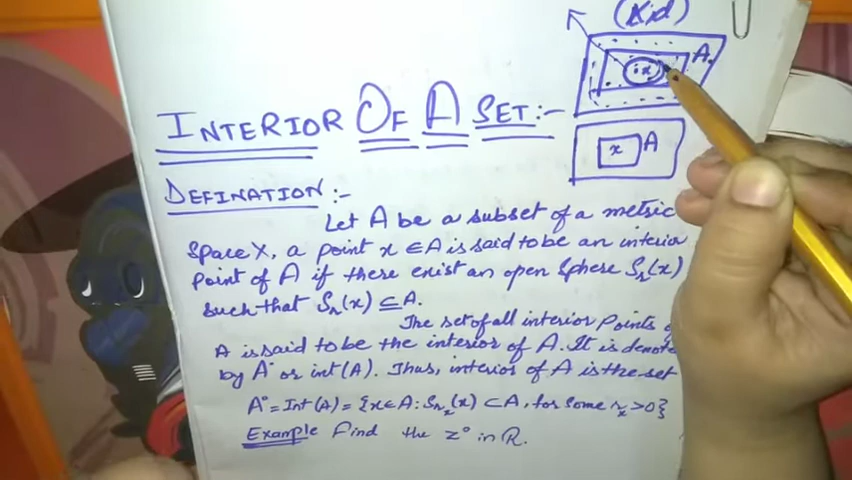 (X,d)
A
x
INTERIOR OF A SET:-
x A
DEFINATION :-
Let A be a subset of a metric
Space X, a point x ∈ A is said to be an interior
Point of A if there exist an open Sphere Sr(x)
such that Sr(x) ⊆ A.
The set of all interior Points
A is said to be the interior of A. It is denote
by A° or int(A). Thus, interior of A is the set
A° = Int(A) = {x∈A: Srx(x) ⊂ A, for some rx>0}
Example Find the Z° in R.